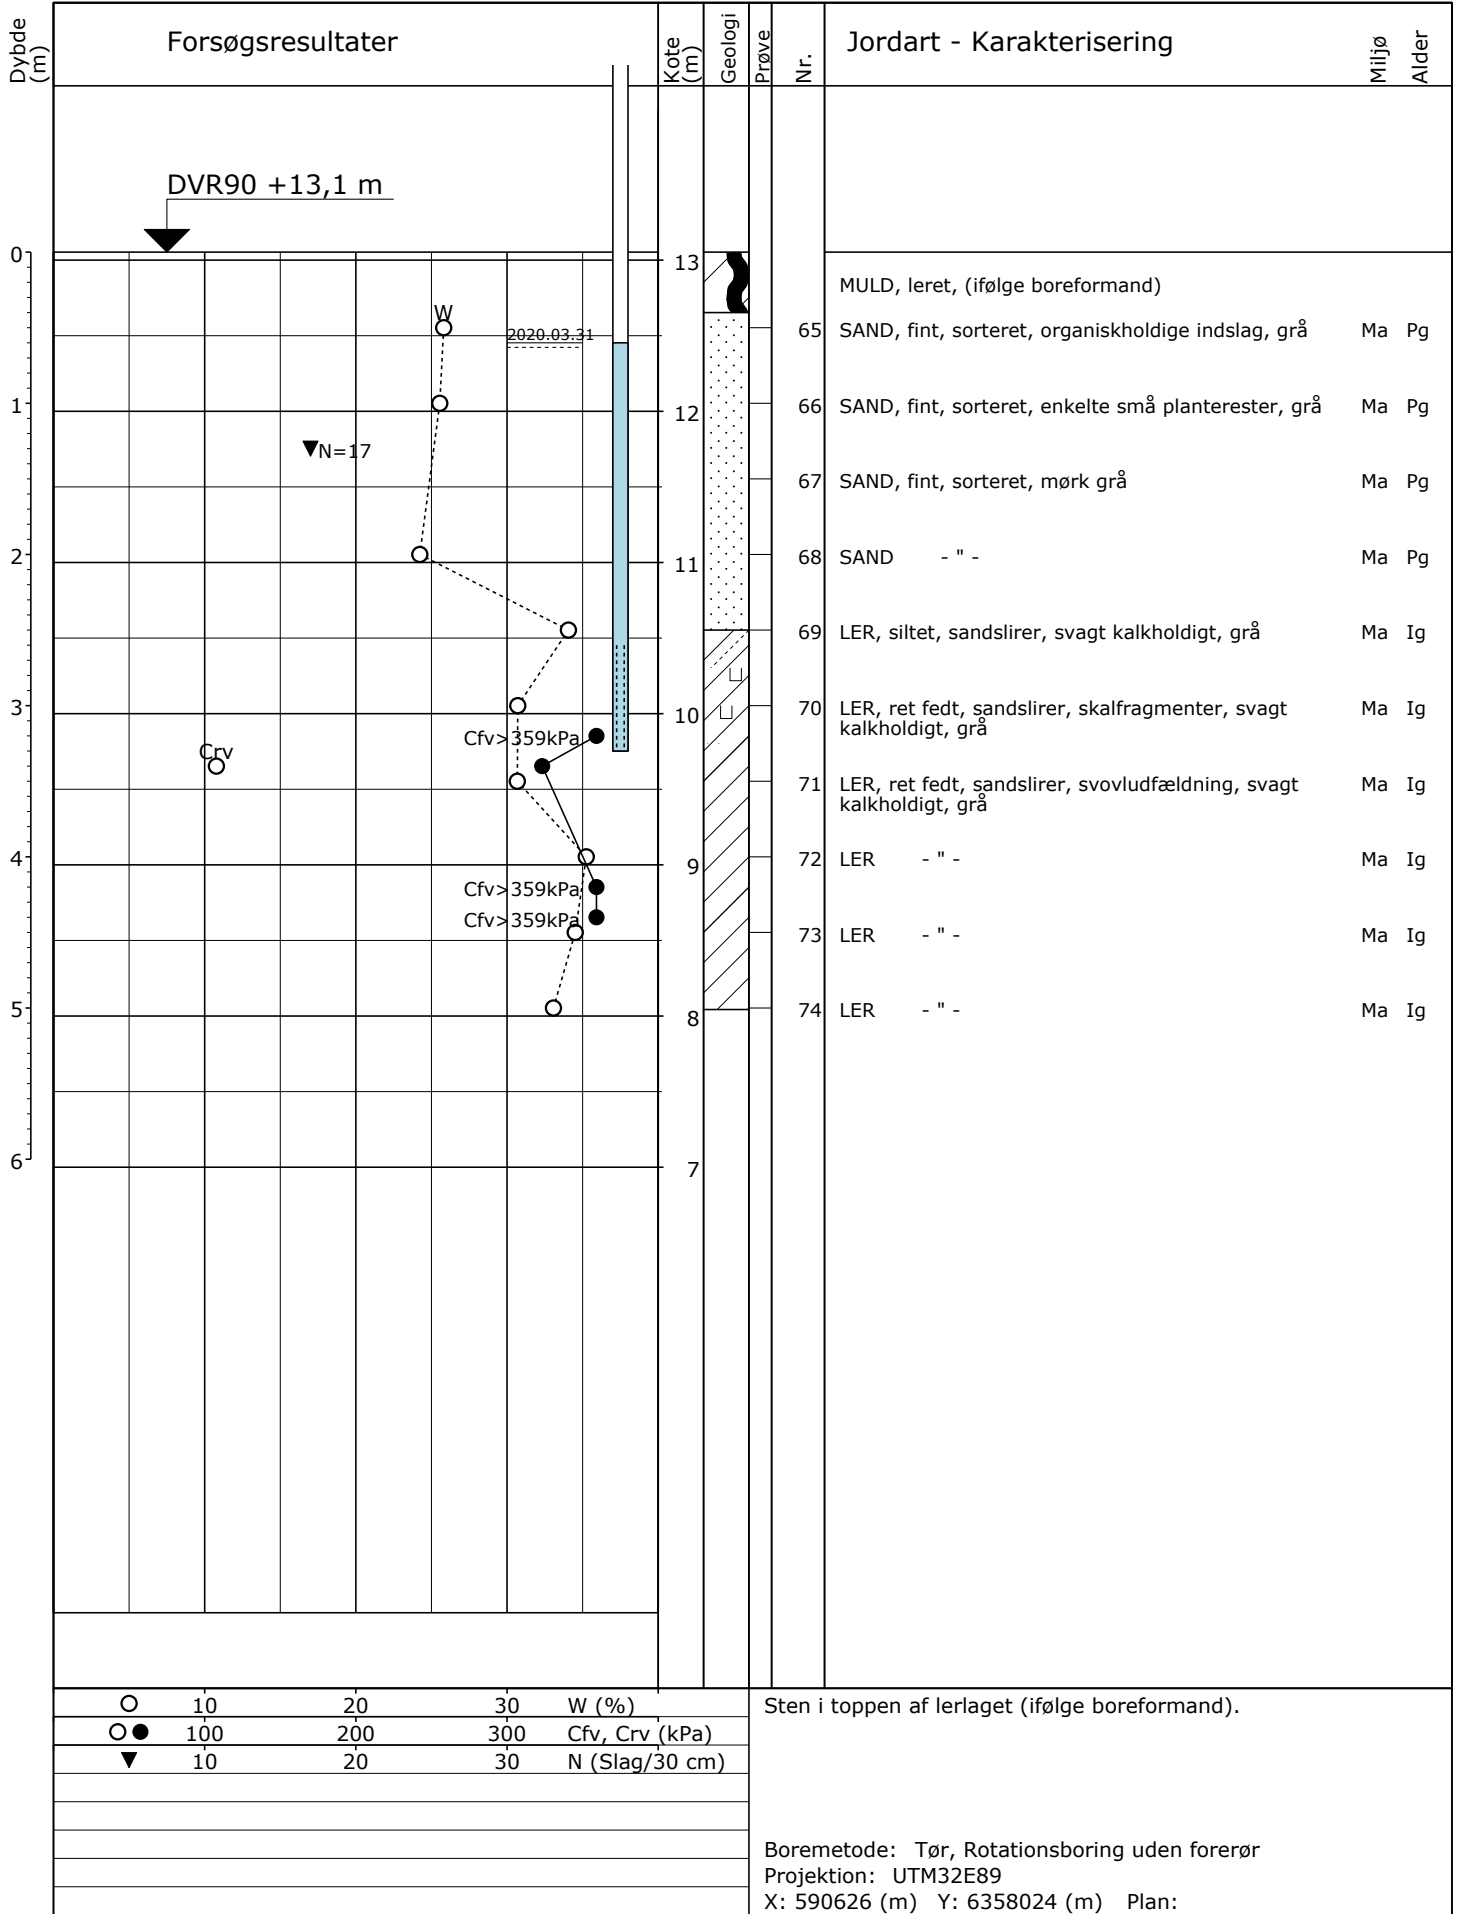 Dybde (m)
Forsøgsresultater
Kote (m)
Geologi
Prøve
Nr.
Jordart - Karakterisering
Miljø
Alder
DVR90 +13,1 m
0
13
MULD, leret, (ifølge boreformand)
W
2020.03.31
65 SAND, fint, sorteret, organiskholdige indslag, grå Ma Pg
1
12
66 SAND, fint, sorteret, enkelte små planterester, grå Ma Pg
N=17
67 SAND, fint, sorteret, mørk grå Ma Pg
2
11
68 SAND - " - Ma Pg
69 LER, siltet, sandslirer, svagt kalkholdigt, grå Ma Ig
3
10
70 LER, ret fedt, sandslirer, skalfragmenter, svagt Ma Ig
kalkholdigt, grå
Cfv>359kPa
Crv
71 LER, ret fedt, sandslirer, svovludfældning, svagt Ma Ig
kalkholdigt, grå
4
9
72 LER - " - Ma Ig
Cfv>359kPa
Cfv>359kPa
73 LER - " - Ma Ig
5
8
74 LER - " - Ma Ig
6
7
10 20 30 W (%)
100 200 300 Cfv, Crv (kPa)
10 20 30 N (Slag/30 cm)
Sten i toppen af lerlaget (ifølge boreformand).
Boremetode: Tør, Rotationsboring uden forerør
Projektion: UTM32E89
X: 590626 (m) Y: 6358024 (m) Plan: